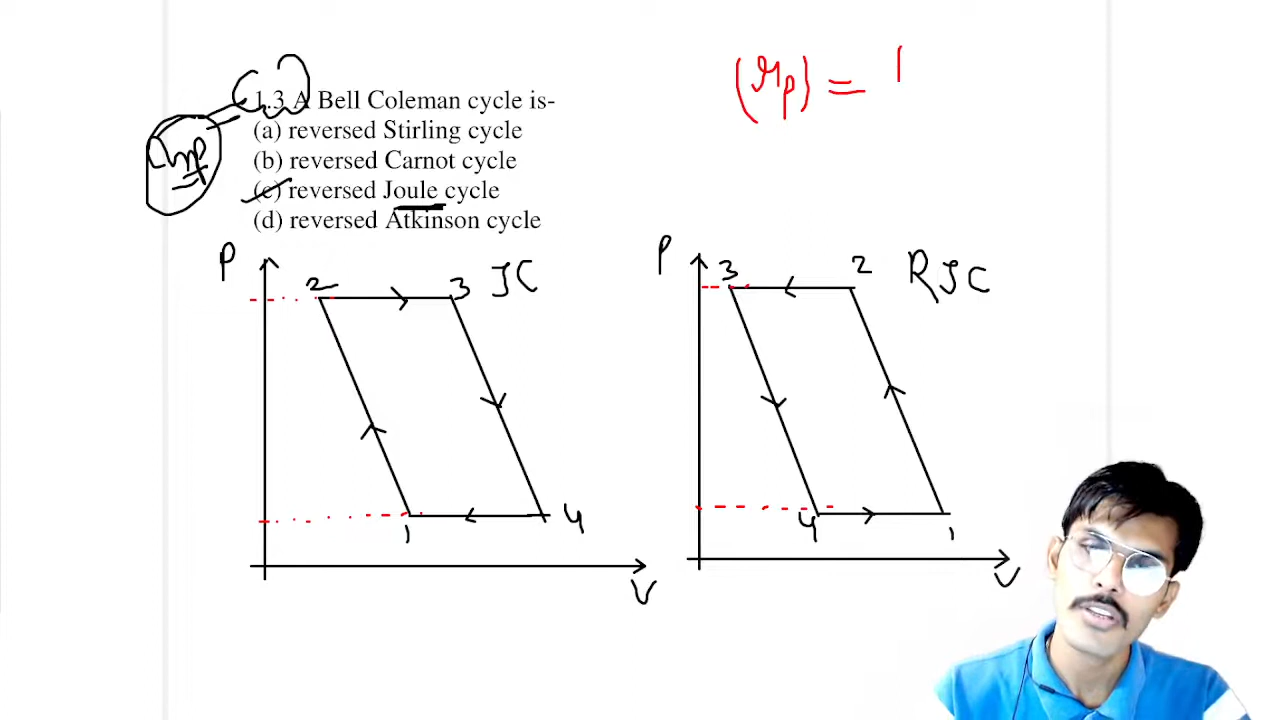 (rp) =
1.3 A Bell Coleman cycle is-
(a) reversed Stirling cycle
(b) reversed Carnot cycle
(c) reversed Joule cycle
(d) reversed Atkinson cycle
Imp
P
2
3
JC
1
4
V
P
3
2
RJC
4
1
V